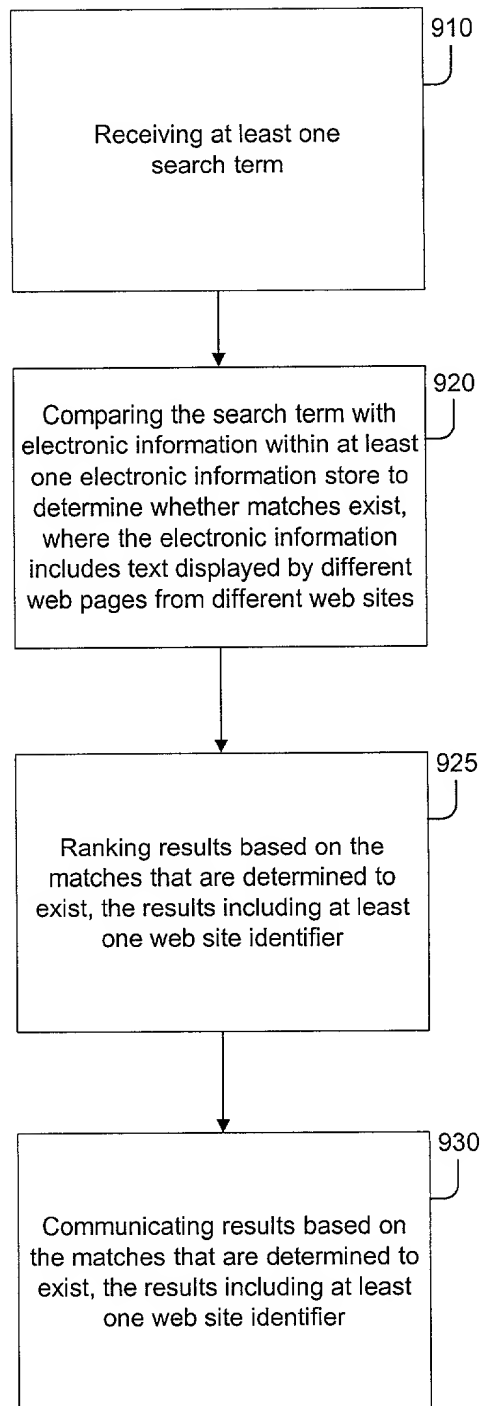 910
Receiving at least one
search term
920
Comparing the search term with
electronic information within at least
one electronic information store to
determine whether matches exist,
where the electronic information
includes text displayed by different
web pages from different web sites
925
Ranking results based on the
matches that are determined to
exist, the results including at least
one web site identifier
930
Communicating results based on
the matches that are determined to
exist, the results including at least
one web site identifier